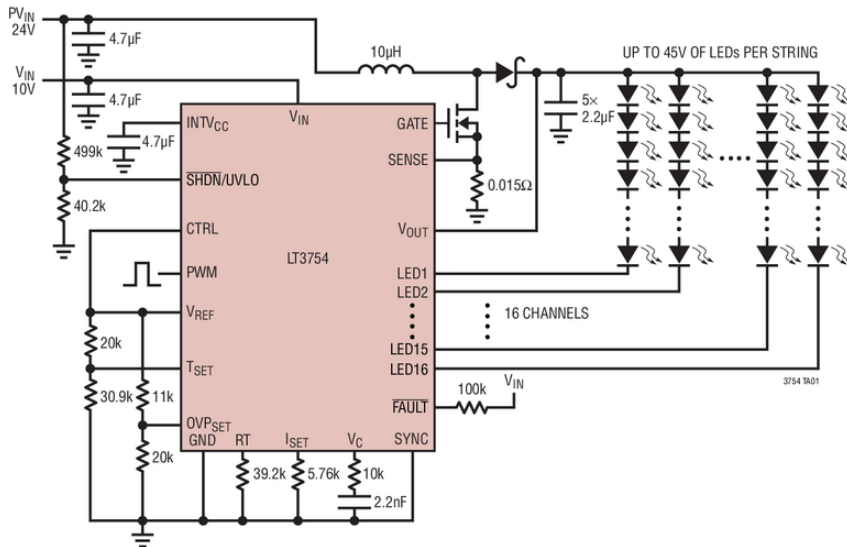 PVIN
24V
4.7µF
VIN
10V
4.7µF
10µH
UP TO 45V OF LEDs PER STRING
5×
2.2µF
INTVCC
4.7µF
VIN
GATE
SENSE
0.015Ω
499k
SHDN/UVLO
40.2k
CTRL
VOUT
LT3754
PWM
LED1
LED2
VREF
16 CHANNELS
20k
LED15
TSET
LED16
3754 TA01
30.9k
11k
VIN
100k
FAULT
OVPSET
GND
RT
ISET
VC
SYNC
20k
39.2k
5.76k
10k
2.2nF